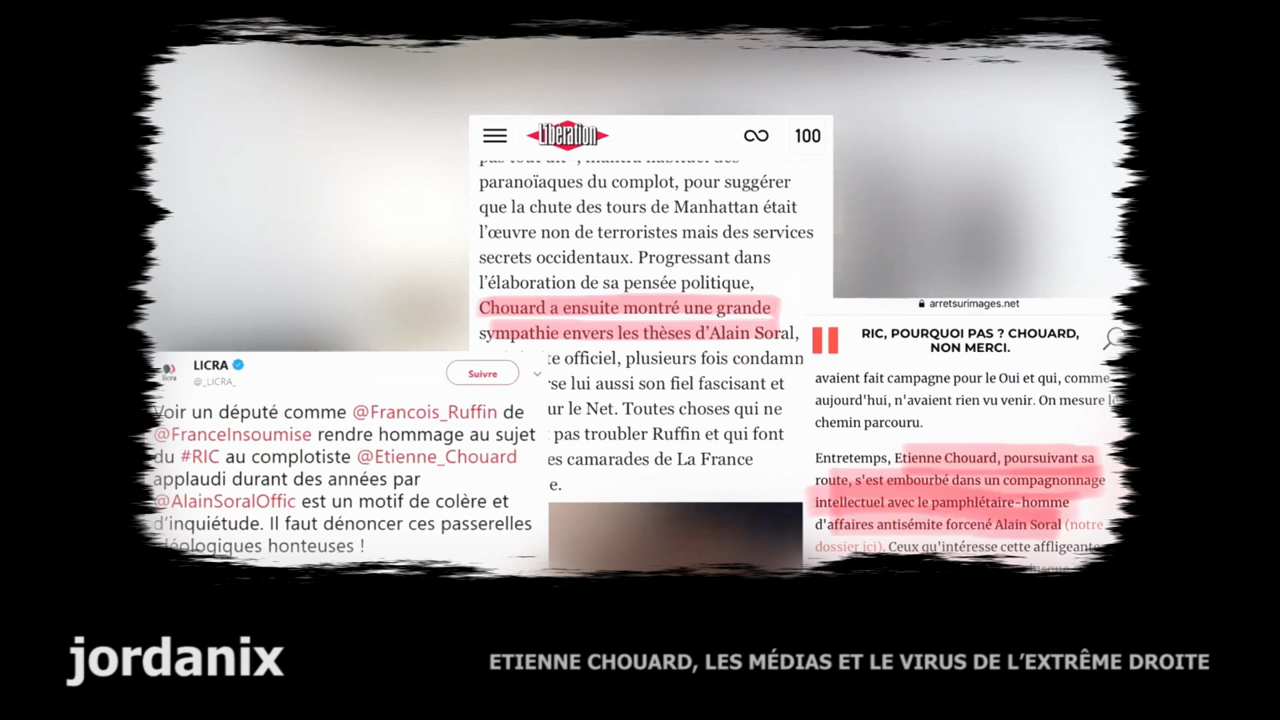 Libération
100
paranoïaques du complot, pour suggérer
que la chute des tours de Manhattan était
l'œuvre non de terroristes mais des services
secrets occidentaux. Progressant dans
l'élaboration de sa pensée politique,
Chouard a ensuite montré une grande
sympathie envers les thèses d'Alain Soral,
te officiel, plusieurs fois condamn
se lui aussi son fiel fascisant et
ur le Net. Toutes choses qui ne
pas troubler Ruffin et qui font
es camarades de La France
e.
licra
LICRA
@_LICRA_
Suivre
Voir un député comme @Francois_Ruffin de
@FranceInsoumise rendre hommage au sujet
du #RIC au complotiste @Etienne_Chouard
applaudi durant des années par
@AlainSoralOffic est un motif de colère et
d'inquiétude. Il faut dénoncer ces passerelles
idéologiques honteuses !
arretsurimages.net
RIC, POURQUOI PAS ? CHOUARD,
NON MERCI.
avaient fait campagne pour le Oui et qui, comme
aujourd'hui, n'avaient rien vu venir. On mesure
chemin parcouru.
Entretemps, Etienne Chouard, poursuivant sa
route, s'est embourbé dans un compagnonnage
intellectuel avec le pamphlétaire-homme
d'affaires antisémite forcené Alain Soral (notre
dossier ici). Ceux qu'intéresse cette affligeante
jordanix
ETIENNE CHOUARD, LES MÉDIAS ET LE VIRUS DE L'EXTRÊME DROITE